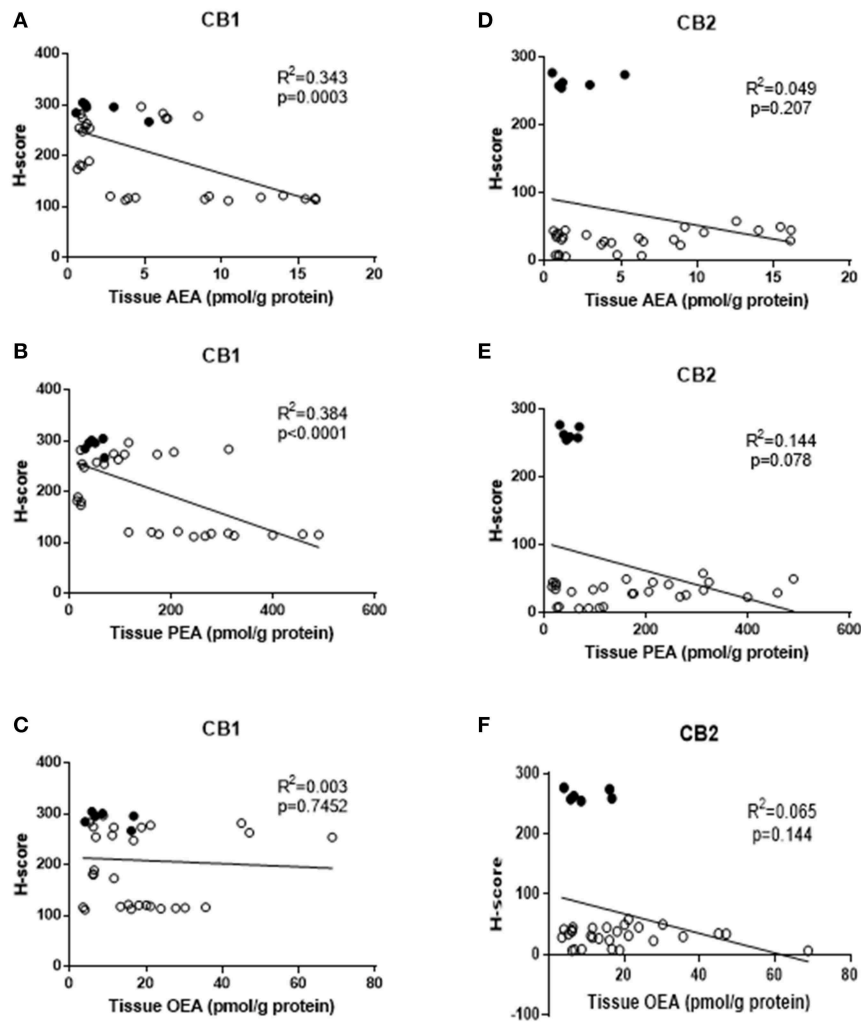 A
CB1
400
300
200
100
0
H-score
R²=0.343
p=0.0003
0 5 10 15 20
Tissue AEA (pmol/g protein)
D
CB2
300
200
100
0
H-score
R²=0.049
p=0.207
0 5 10 15 20
Tissue AEA (pmol/g protein)
B
CB1
400
300
200
100
0
H-score
R²=0.384
p<0.0001
0 200 400 600
Tissue PEA (pmol/g protein)
E
CB2
300
200
100
0
H-score
R²=0.144
p=0.078
0 200 400 600
Tissue PEA (pmol/g protein)
C
CB1
400
300
200
100
0
H-score
R²=0.003
p=0.7452
0 20 40 60 80
Tissue OEA (pmol/g protein)
F
CB2
300
200
100
0
-100
H-score
R²=0.065
p=0.144
20 40 60 80
Tissue OEA (pmol/g protein)